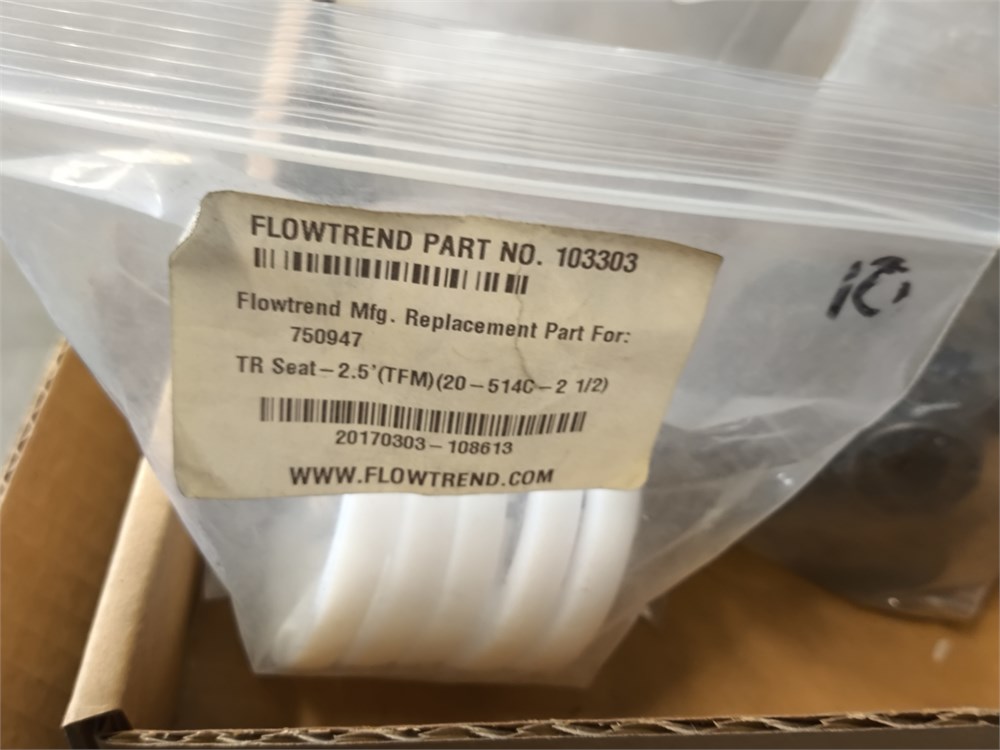 FLOWTREND PART NO. 103303
Flowtrend Mfg. Replacement Part For:
750947
TR Seat-2.5'(TFM)(20-514C-2 1/2)
20170303-108613
WWW.FLOWTREND.COM